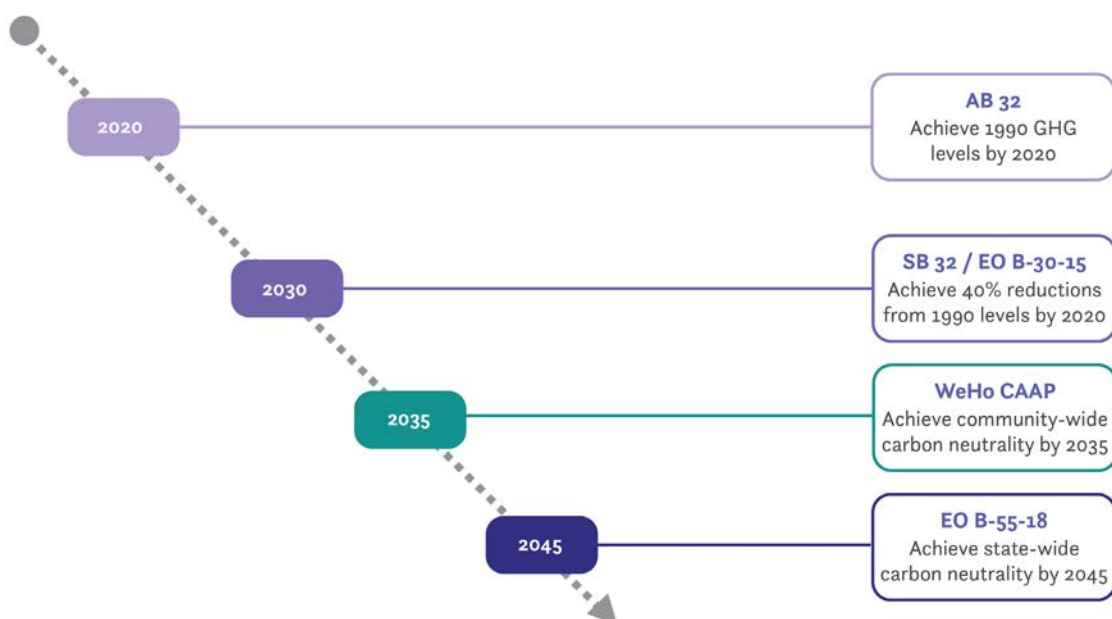 2020
AB 32
Achieve 1990 GHG
levels by 2020
2030
SB 32 / EO B-30-15
Achieve 40% reductions
from 1990 levels by 2020
2035
WeHo CAAP
Achieve community-wide
carbon neutrality by 2035
2045
EO B-55-18
Achieve state-wide
carbon neutrality by 2045